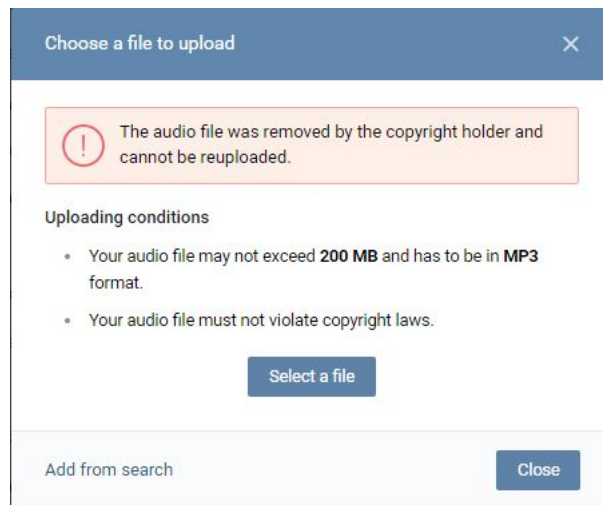 Choose a file to upload
The audio file was removed by the copyright holder and
cannot be reuploaded.
Uploading conditions
Your audio file may not exceed 200 MB and has to be in MP3
format.
Your audio file must not violate copyright laws.
Select a file
Add from search
Close